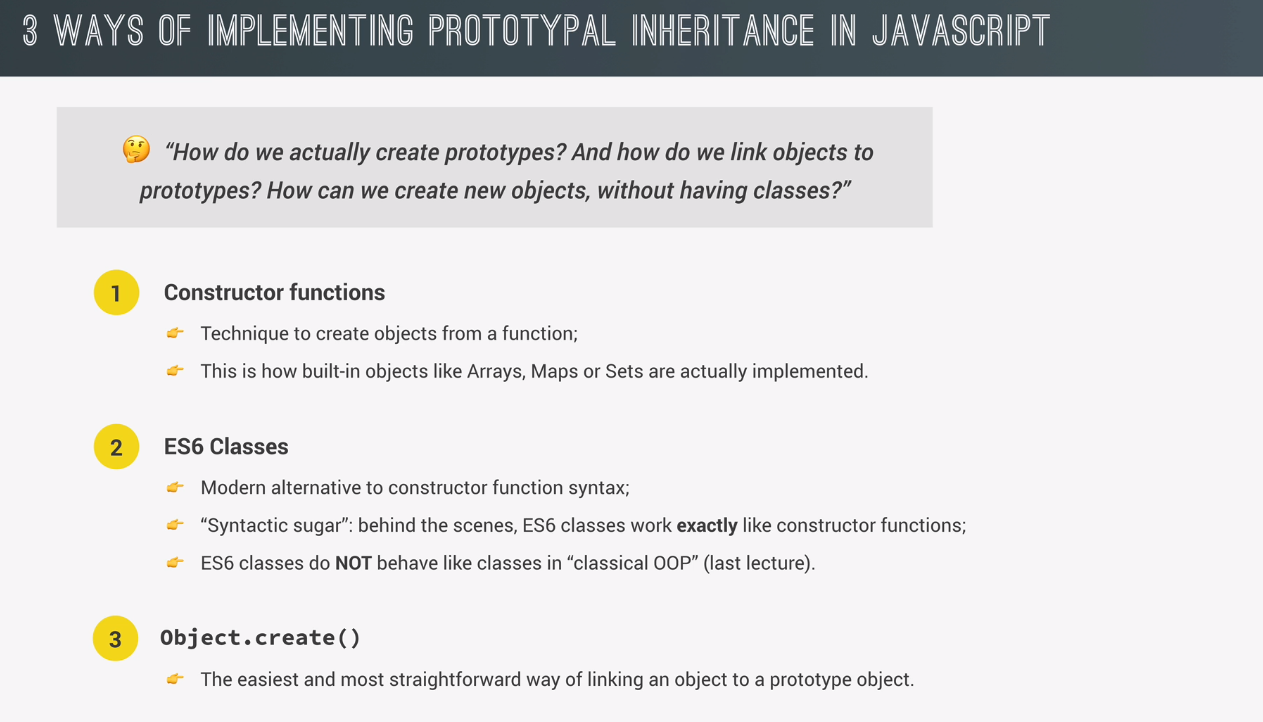 3 WAYS OF IMPLEMENTING PROTOTYPAL INHERITANCE IN JAVASCRIPT
🤔 “How do we actually create prototypes? And how do we link objects to
prototypes? How can we create new objects, without having classes?”
1 Constructor functions
👉 Technique to create objects from a function;
👉 This is how built-in objects like Arrays, Maps or Sets are actually implemented.
2 ES6 Classes
👉 Modern alternative to constructor function syntax;
👉 “Syntactic sugar”: behind the scenes, ES6 classes work exactly like constructor functions;
👉 ES6 classes do NOT behave like classes in “classical OOP” (last lecture).
3 Object.create()
👉 The easiest and most straightforward way of linking an object to a prototype object.